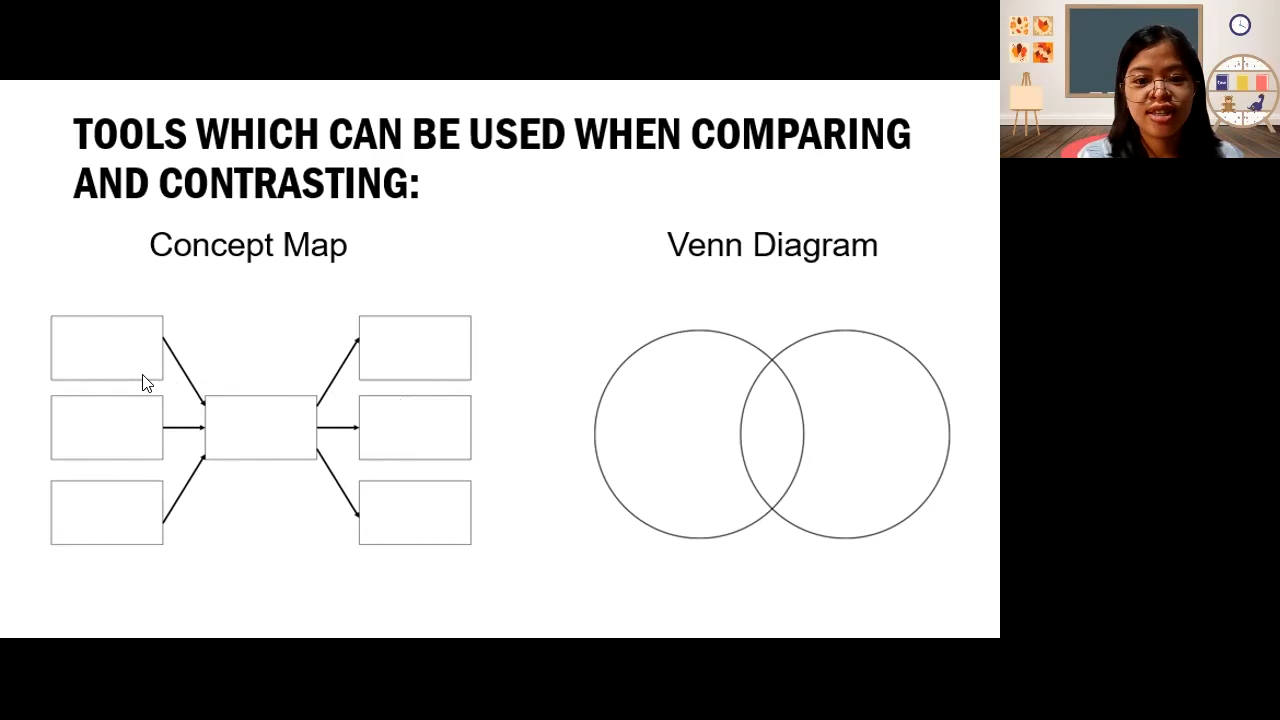 TOOLS WHICH CAN BE USED WHEN COMPARING
AND CONTRASTING:
Concept Map
Venn Diagram